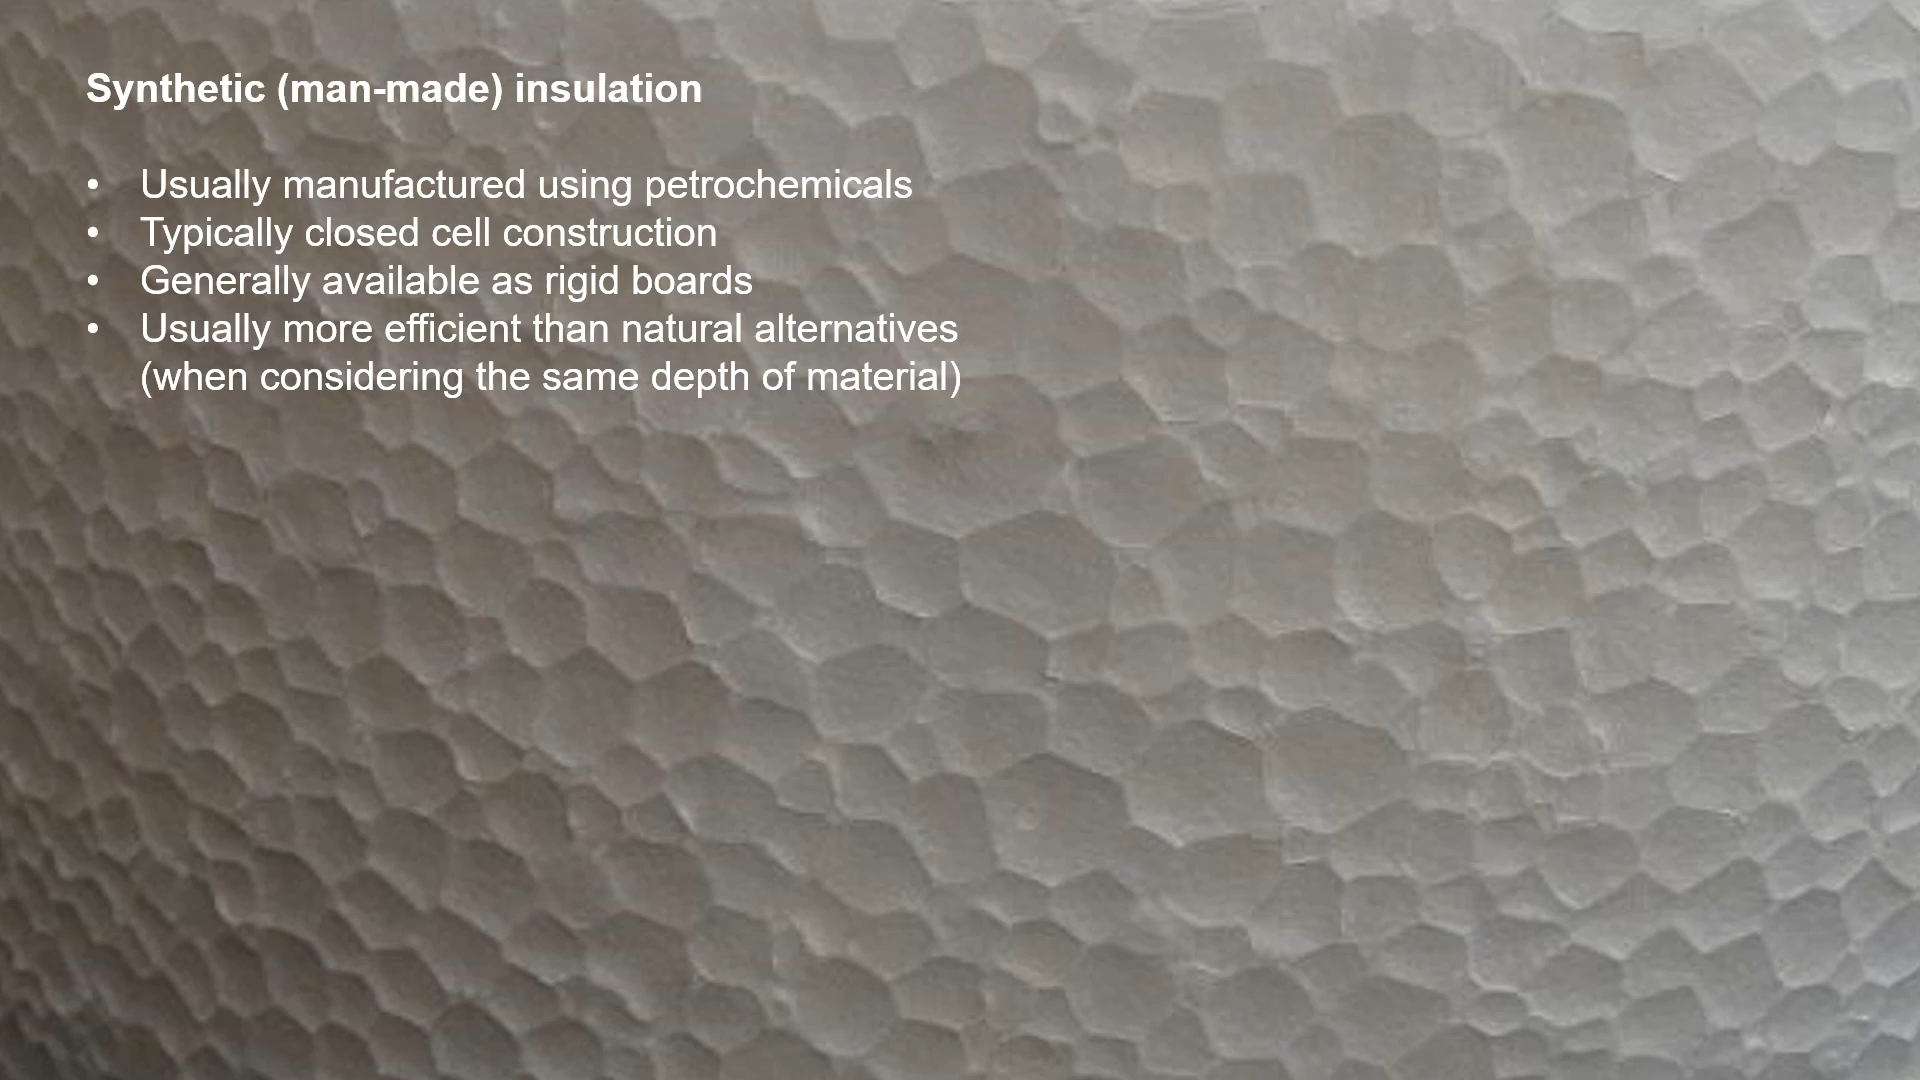 Synthetic (man-made) insulation
• Usually manufactured using petrochemicals
• Typically closed cell construction
• Generally available as rigid boards
• Usually more efficient than natural alternatives
(when considering the same depth of material)